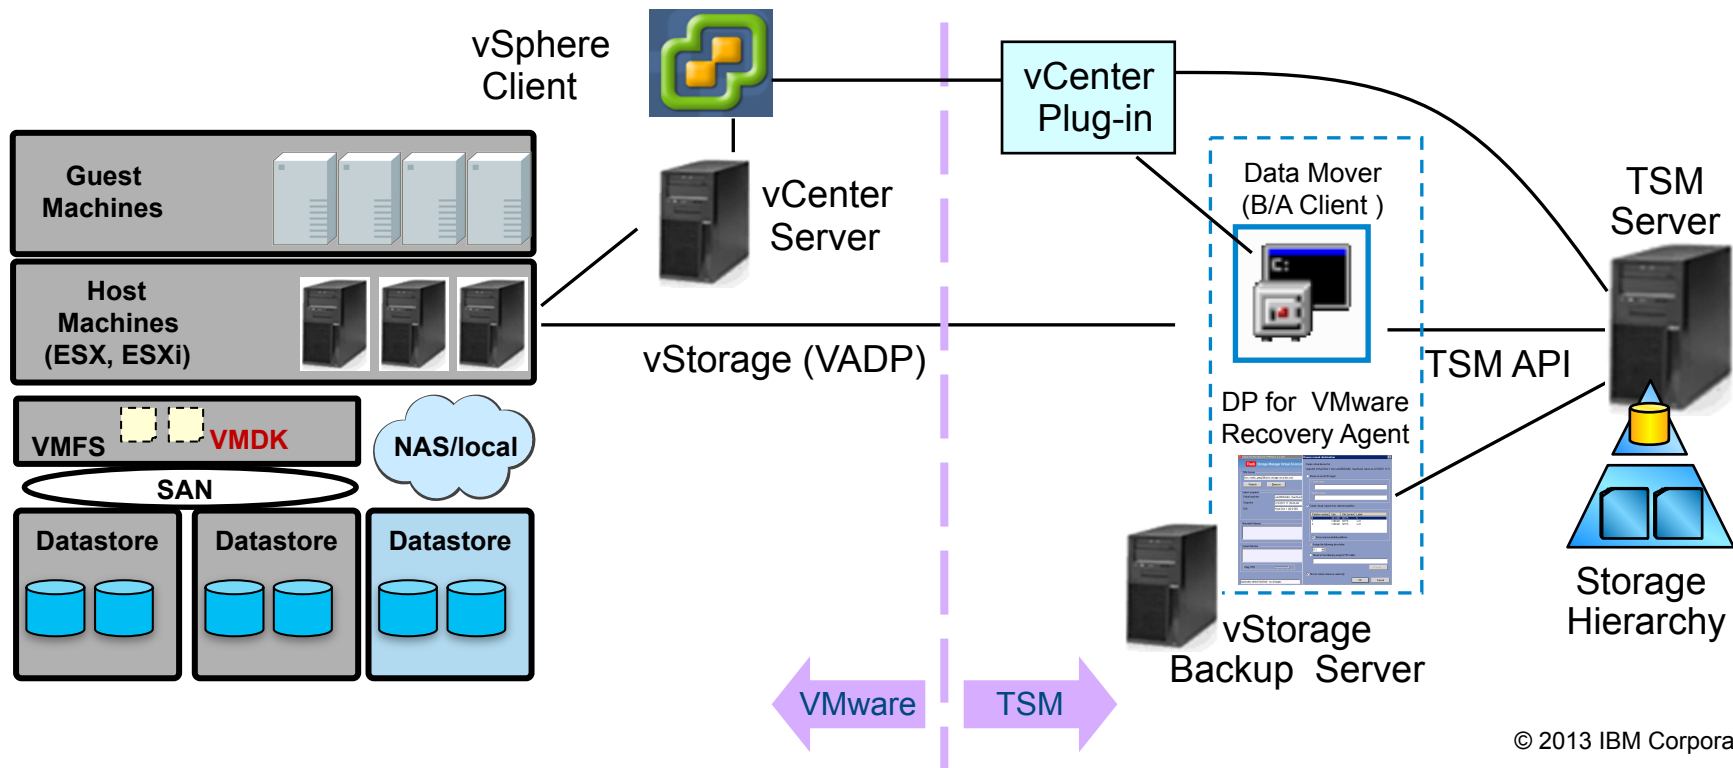 vSphere
Client
vCenter
Plug-in
Guest
Machines
vCenter
Server
Data Mover
(B/A Client )
C:
TSM
Server
Host
Machines
(ESX, ESXi)
vStorage (VADP)
TSM API
DP for VMware
Recovery Agent
VMFS
VMDK
NAS/local
SAN
Datastore
Datastore
Datastore
Storage
Hierarchy
vStorage
Backup Server
VMware
TSM
© 2013 IBM Corpora